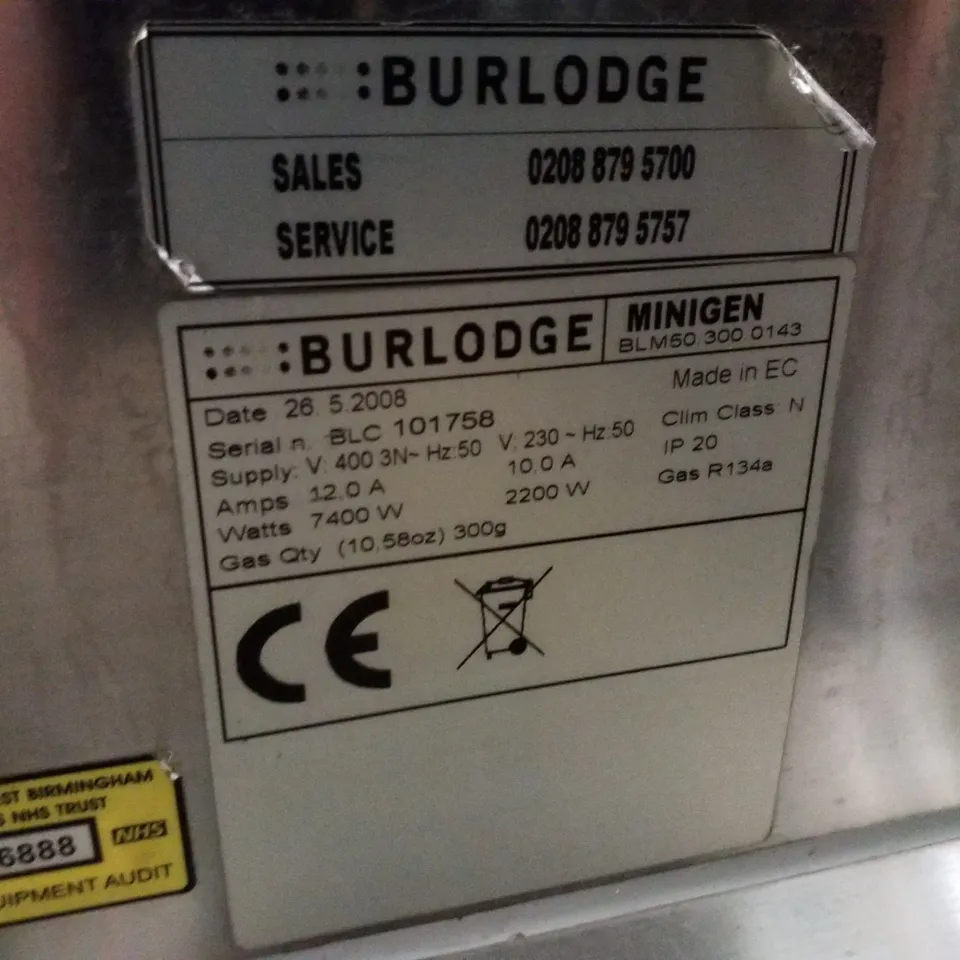 BURLODGE
SALES 0208 879 5700
SERVICE 0208 879 5757
BURLODGE MINIGEN
BLM50.300.0143
Date 26. 5.2008 Made in EC
Serial n. BLC 101758 Clim Class: N
Supply: V: 400 3N~ Hz:50 V: 230 ~ Hz:50 IP 20
Amps 12.0 A 10.0 A Gas R134a
Watts 7400 W 2200 W
Gas Qty (10,58oz) 300g
CE
ST BIRMINGHAM
S NHS TRUST
6888 NHS
UIPMENT AUDIT